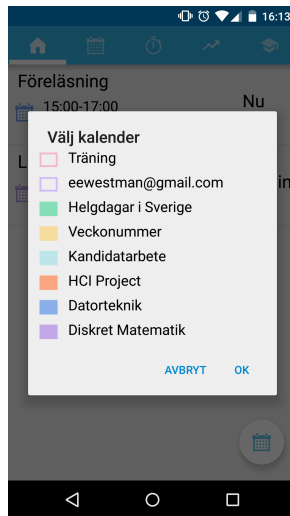 16:13
Föreläsning
15:00-17:00
Nu
L
in
Välj kalender
Träning
eewestman@gmail.com
Helgdagar i Sverige
Veckonummer
Kandidatarbete
HCI Project
Datorteknik
Diskret Matematik
AVBRYT OK